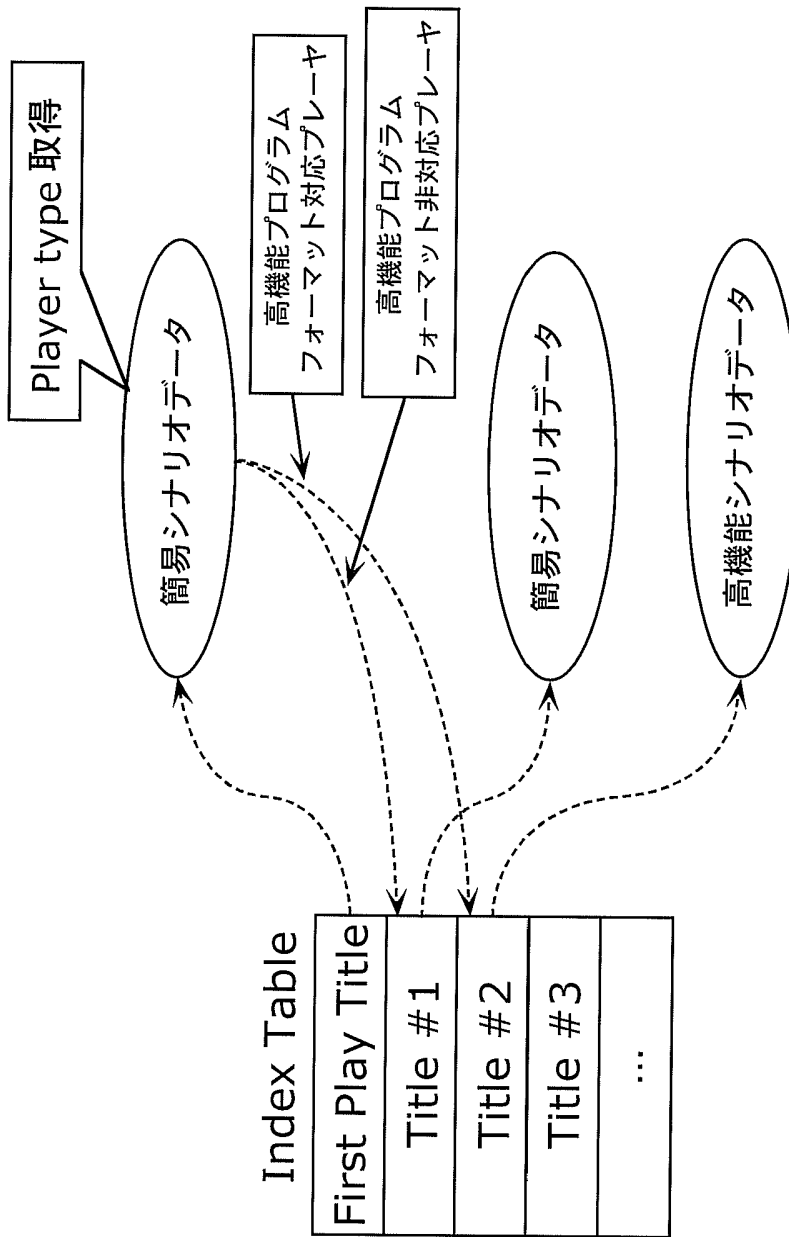 Player type 取得
簡易シナリオデータ
高機能プログラム
フォーマット対応プレーヤ
高機能プログラム
フォーマット非対応プレーヤ
簡易シナリオデータ
高機能シナリオデータ
Index Table
First Play Title
Title #1
Title #2
Title #3
...